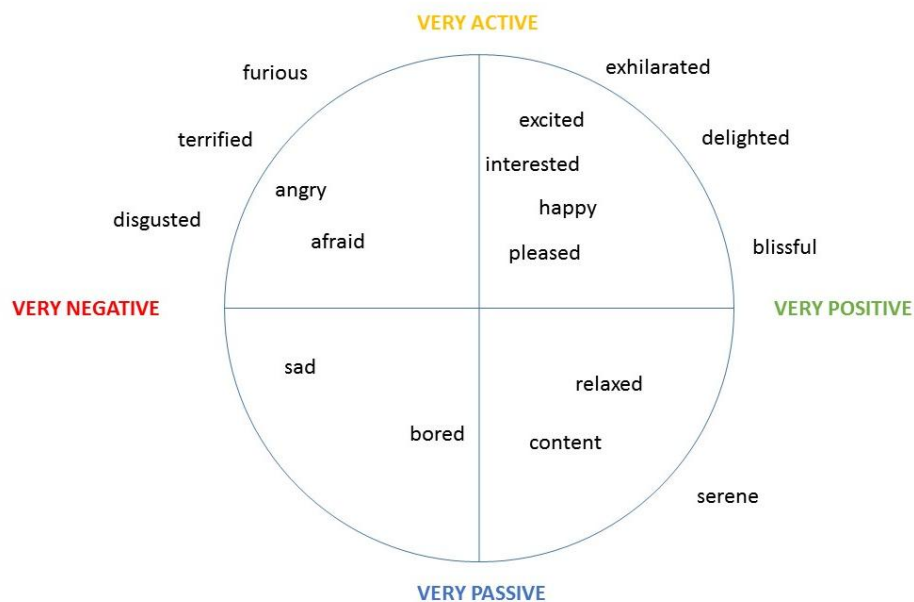 VERY ACTIVE
exhilarated
furious
excited
delighted
terrified
interested
angry
happy
disgusted
afraid
blissful
pleased
VERY NEGATIVE
VERY POSITIVE
sad
relaxed
bored
content
serene
VERY PASSIVE